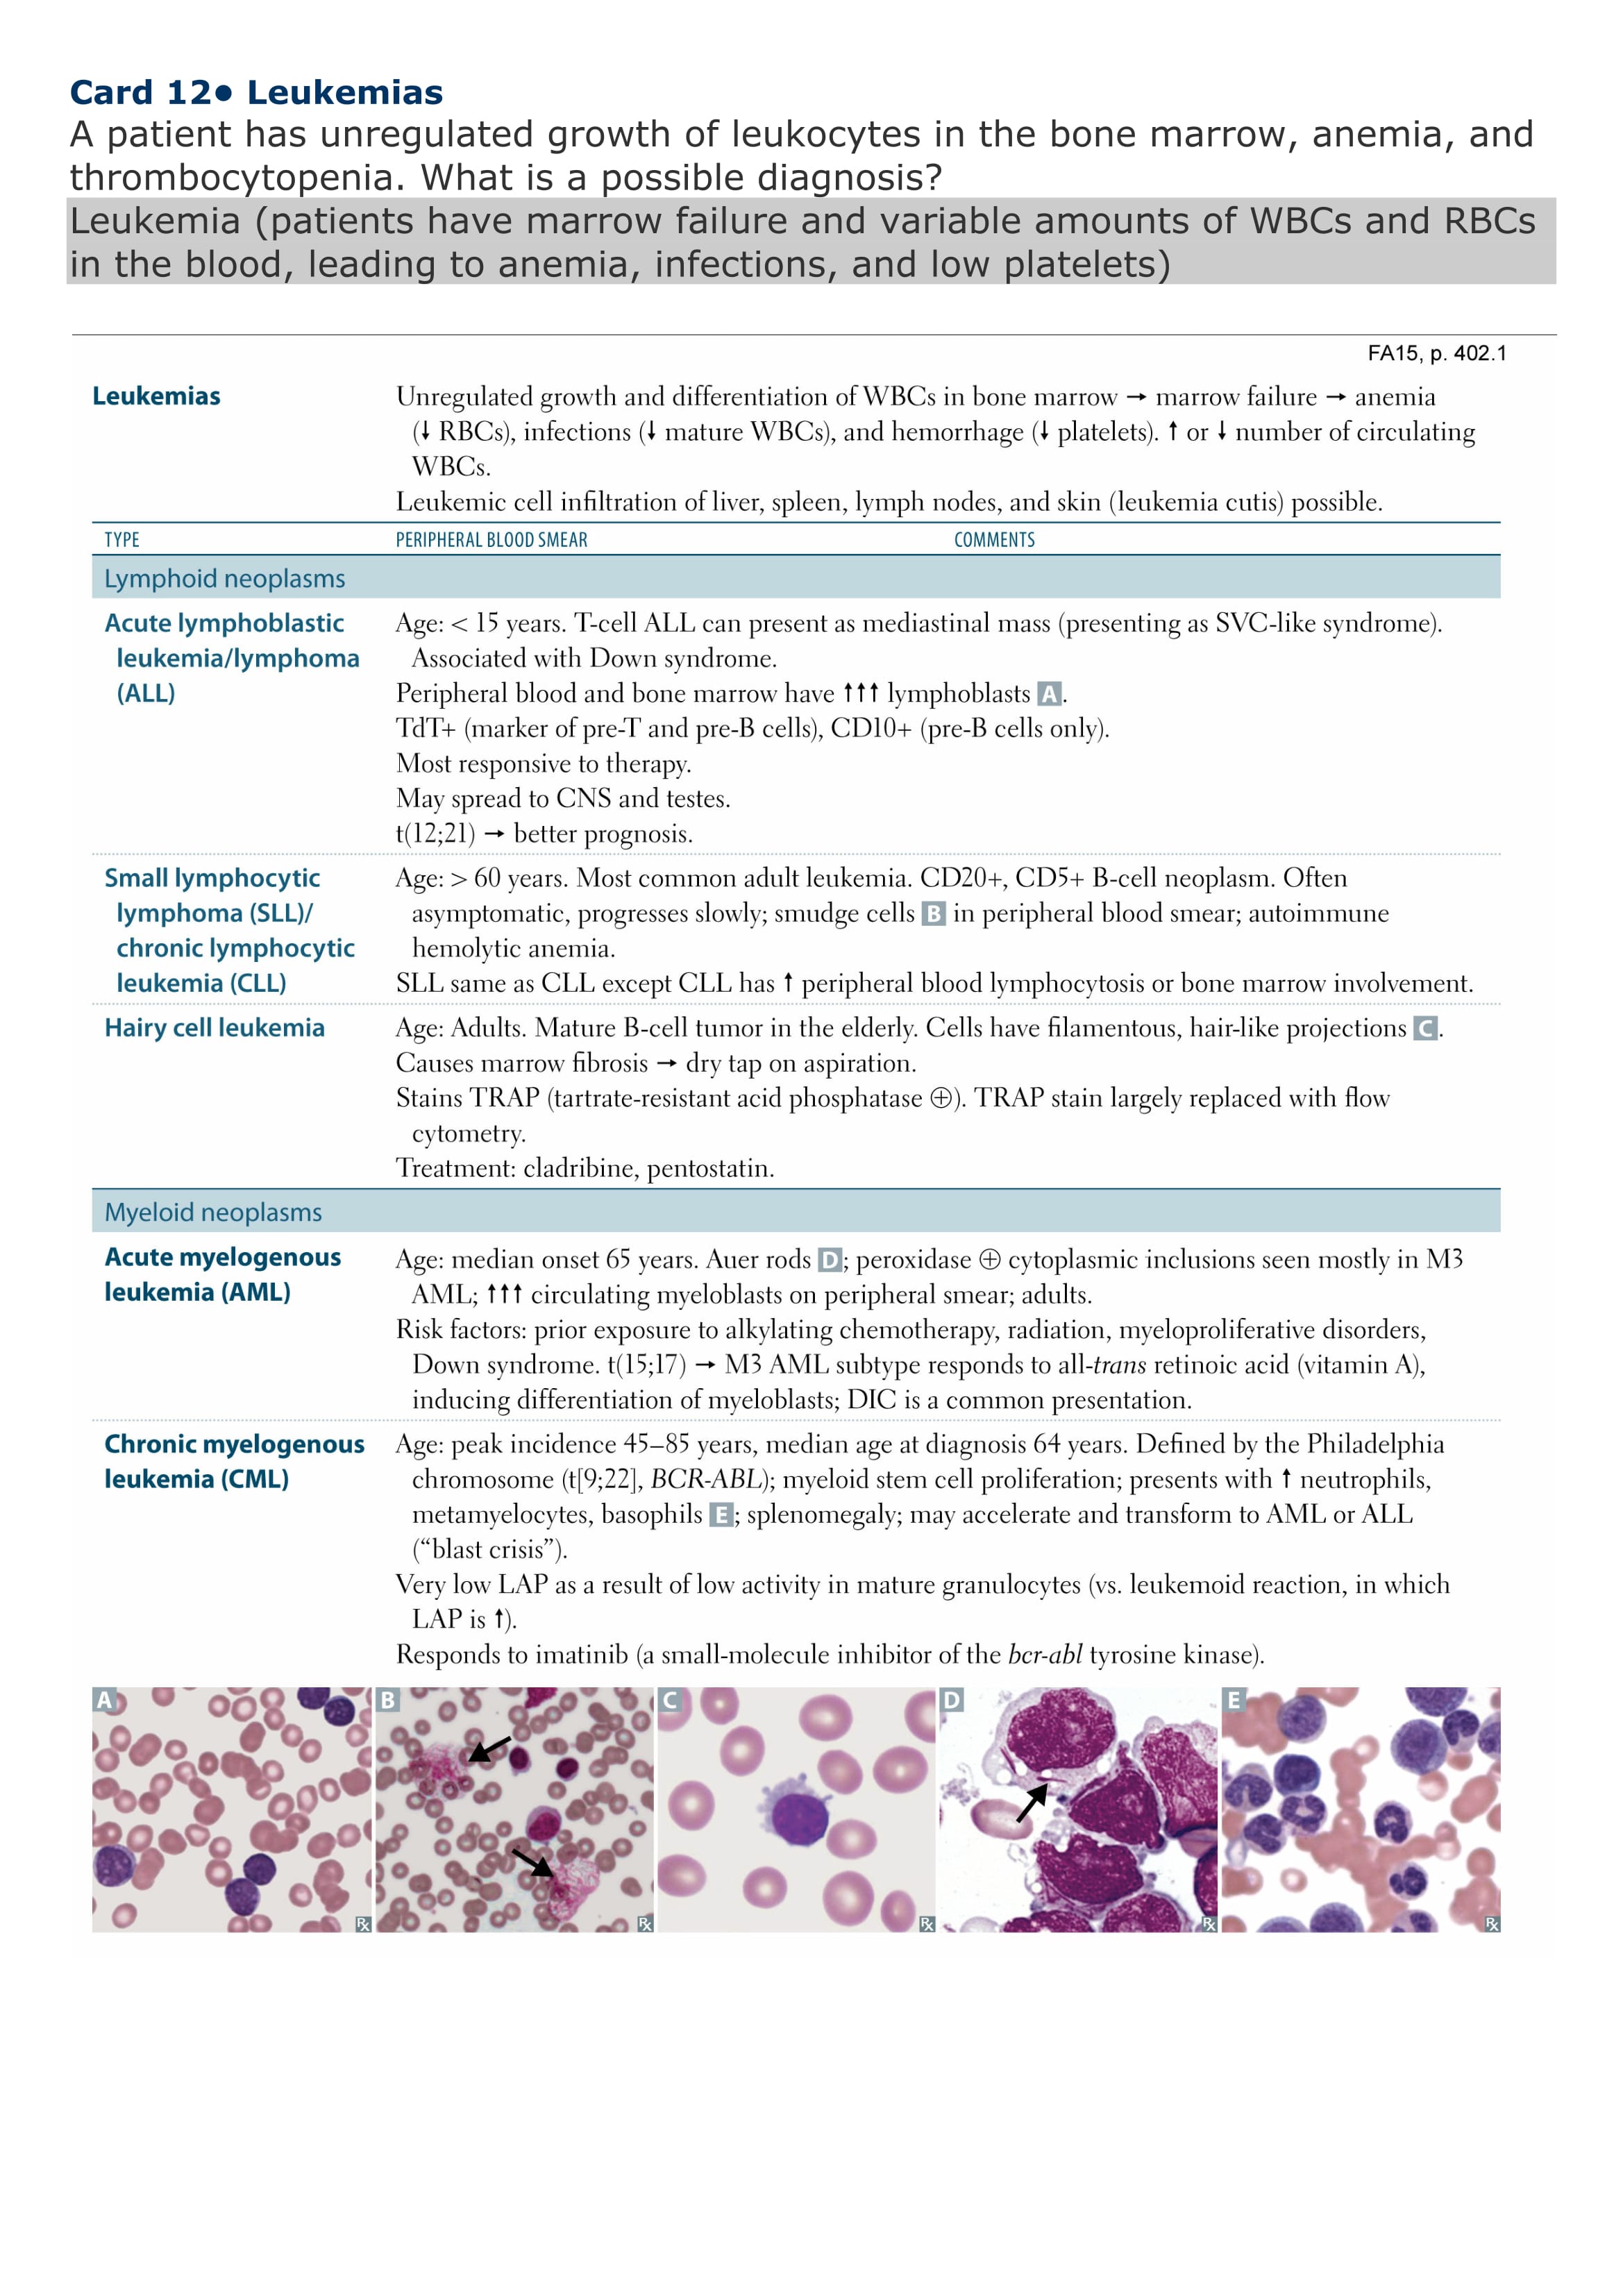 Card 12● Leukemias
A patient has unregulated growth of leukocytes in the bone marrow, anemia, and
thrombocytopenia. What is a possible diagnosis?
Leukemia (patients have marrow failure and variable amounts of WBCs and RBCs
in the blood, leading to anemia, infections, and low platelets)
FA15, p. 402.1
Leukemias
Unregulated growth and differentiation of WBCs in bone marrow → marrow failure → anemia
(↓ RBCs), infections (↓ mature WBCs), and hemorrhage (↓ platelets). ↑ or ↓ number of circulating
WBCs.
Leukemic cell infiltration of liver, spleen, lymph nodes, and skin (leukemia cutis) possible.
TYPE PERIPHERAL BLOOD SMEAR COMMENTS
Lymphoid neoplasms
Acute lymphoblastic
leukemia/lymphoma
(ALL)
Age: < 15 years. T-cell ALL can present as mediastinal mass (presenting as SVC-like syndrome).
Associated with Down syndrome.
Peripheral blood and bone marrow have ↑↑↑ lymphoblasts A.
TdT+ (marker of pre-T and pre-B cells), CD10+ (pre-B cells only).
Most responsive to therapy.
May spread to CNS and testes.
t(12;21) → better prognosis.
Small lymphocytic
lymphoma (SLL)/
chronic lymphocytic
leukemia (CLL)
Age: > 60 years. Most common adult leukemia. CD20+, CD5+ B-cell neoplasm. Often
asymptomatic, progresses slowly; smudge cells B in peripheral blood smear; autoimmune
hemolytic anemia.
SLL same as CLL except CLL has ↑ peripheral blood lymphocytosis or bone marrow involvement.
Hairy cell leukemia
Age: Adults. Mature B-cell tumor in the elderly. Cells have filamentous, hair-like projections C.
Causes marrow fibrosis → dry tap on aspiration.
Stains TRAP (tartrate-resistant acid phosphatase ⊕). TRAP stain largely replaced with flow
cytometry.
Treatment: cladribine, pentostatin.
Myeloid neoplasms
Acute myelogenous
leukemia (AML)
Age: median onset 65 years. Auer rods D; peroxidase ⊕ cytoplasmic inclusions seen mostly in M3
AML; ↑↑↑ circulating myeloblasts on peripheral smear; adults.
Risk factors: prior exposure to alkylating chemotherapy, radiation, myeloproliferative disorders,
Down syndrome. t(15;17) → M3 AML subtype responds to all-trans retinoic acid (vitamin A),
inducing differentiation of myeloblasts; DIC is a common presentation.
Chronic myelogenous
leukemia (CML)
Age: peak incidence 45–85 years, median age at diagnosis 64 years. Defined by the Philadelphia
chromosome (t[9;22], BCR-ABL); myeloid stem cell proliferation; presents with ↑ neutrophils,
metamyelocytes, basophils E; splenomegaly; may accelerate and transform to AML or ALL
(“blast crisis”).
Very low LAP as a result of low activity in mature granulocytes (vs. leukemoid reaction, in which
LAP is ↑).
Responds to imatinib (a small-molecule inhibitor of the bcr-abl tyrosine kinase).
A B C D E
℞ ℞ ℞ ℞ ℞